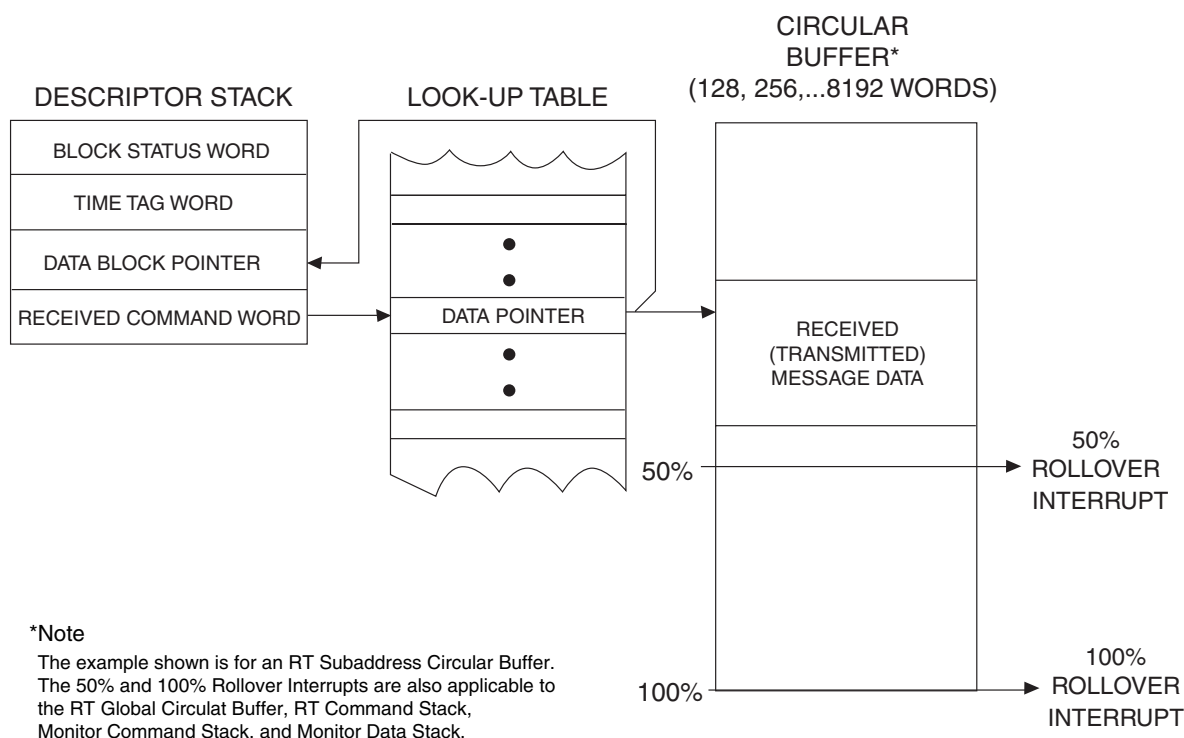 CIRCULAR
BUFFER*
(128, 256,...8192 WORDS)
DESCRIPTOR STACK
LOOK-UP TABLE
BLOCK STATUS WORD
TIME TAG WORD
DATA BLOCK POINTER
RECEIVED COMMAND WORD
DATA POINTER
RECEIVED
(TRANSMITTED)
MESSAGE DATA
50%
50%
ROLLOVER
INTERRUPT
100%
100%
ROLLOVER
INTERRUPT
*Note
The example shown is for an RT Subaddress Circular Buffer.
The 50% and 100% Rollover Interrupts are also applicable to
the RT Global Circulat Buffer, RT Command Stack,
Monitor Command Stack, and Monitor Data Stack.